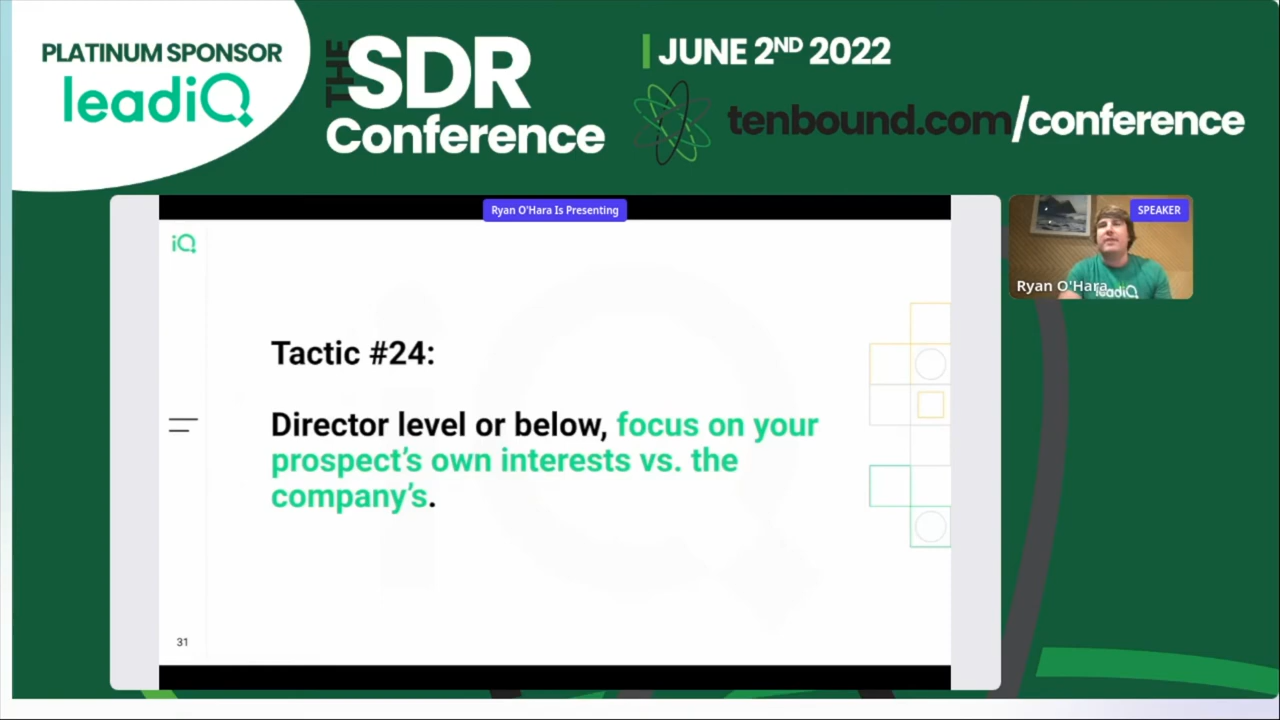 PLATINUM SPONSOR
leadiQ
THE
SDR
Conference
JUNE 2ND 2022
tenbound.com/conference
Ryan O'Hara Is Presenting
SPEAKER
Ryan O'Hara
leadiQ
iQ
Tactic #24:
Director level or below, focus on your
prospect’s own interests vs. the
company’s.
31